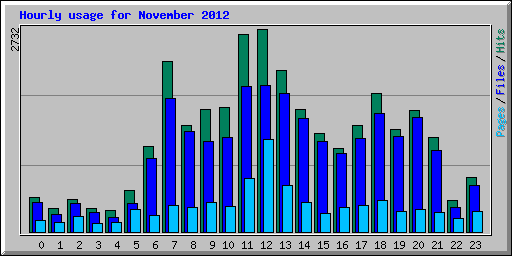 Hourly usage for November 2012
2732
Pages / Files / Hits
0 1 2 3 4 5 6 7 8 9 10 11 12 13 14 15 16 17 18 19 20 21 22 23